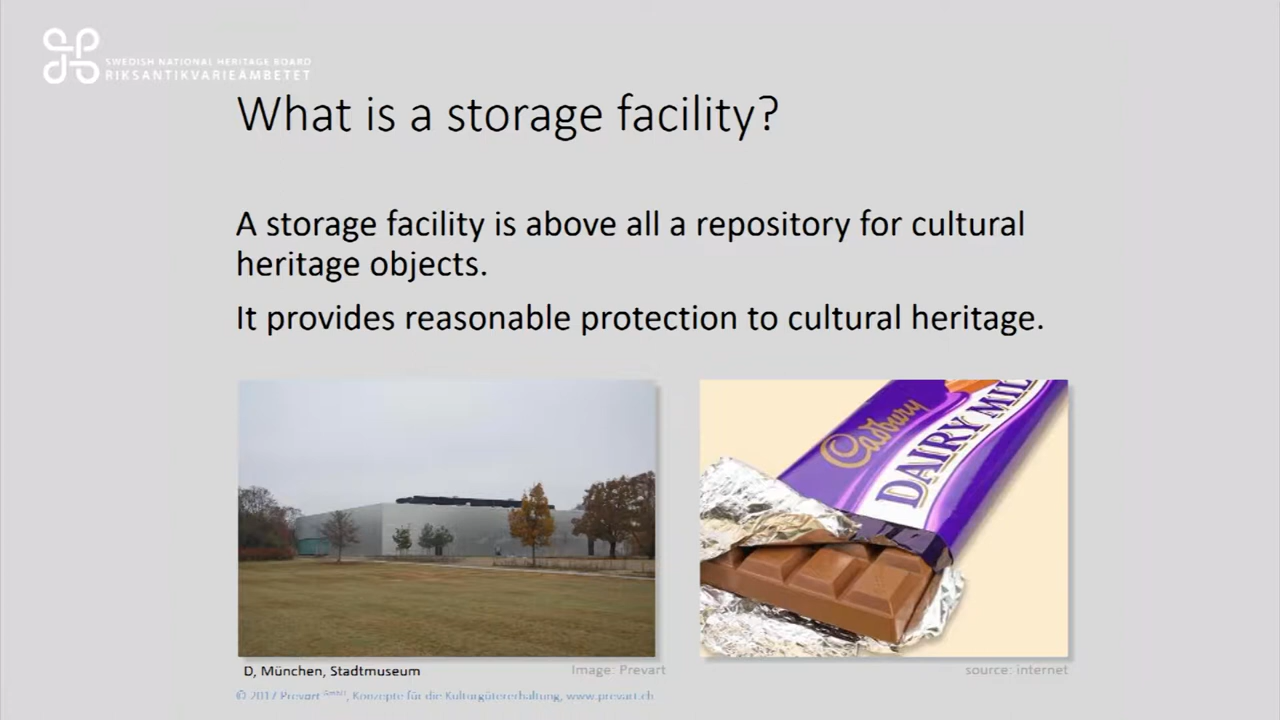 SWEDISH NATIONAL HERITAGE BOARD
RIKSANTIKVARIEÄMBETET
What is a storage facility?
A storage facility is above all a repository for cultural
heritage objects.
It provides reasonable protection to cultural heritage.
Cadbury
DAIRY MIL
D, München, Stadtmuseum
Image: Prevart
source: internet
© 2017 Prevart GmbH, Konzepte für die Kulturgütererhaltung, www.prevart.ch